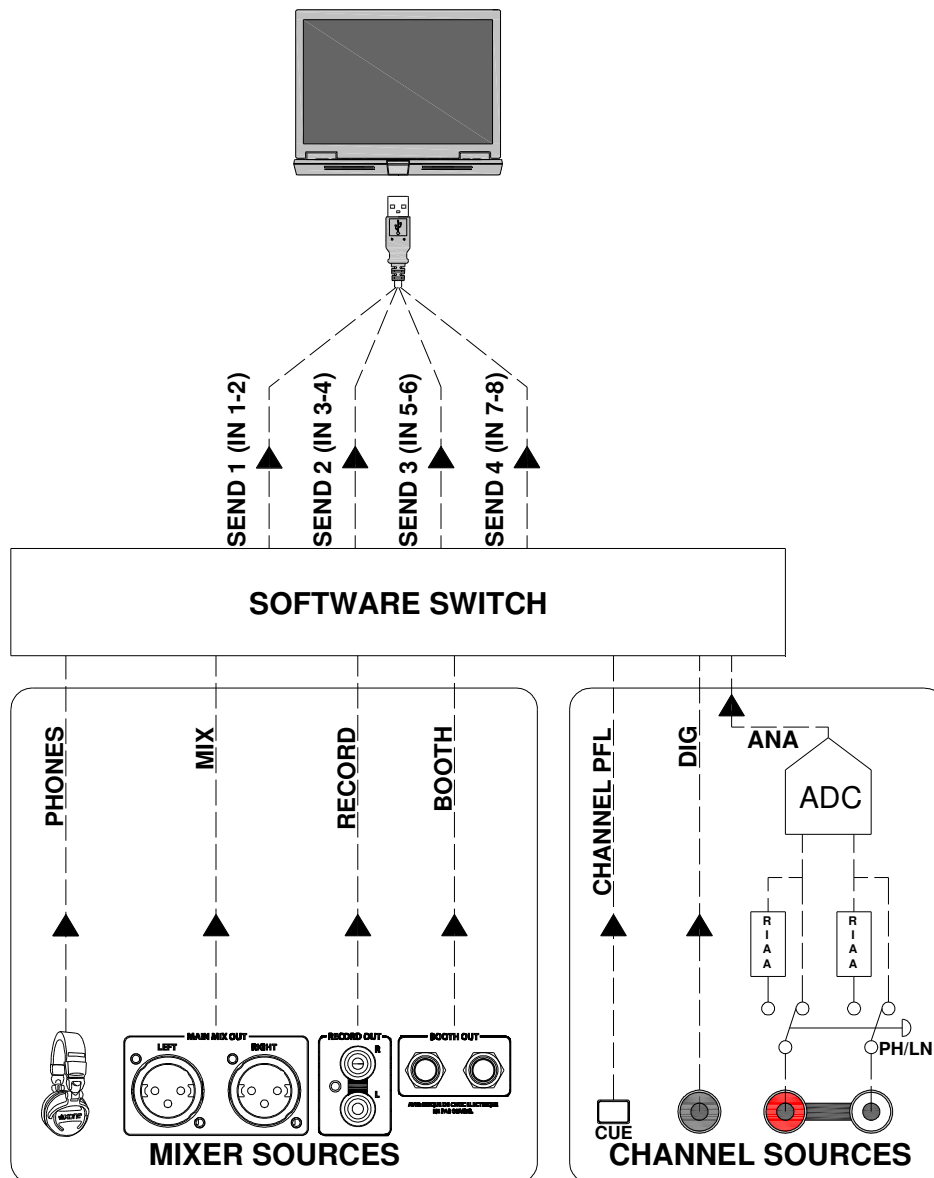 SEND 1 (IN 1-2)
SEND 2 (IN 3-4)
SEND 3 (IN 5-6)
SEND 4 (IN 7-8)
SOFTWARE SWITCH
PHONES
MIX
RECORD
BOOTH
CHANNEL PFL
DIG
ANA
ADC
RIAA
RIAA
PH/LN
MAIN MIX OUT
LEFT
RIGHT
RECORD OUT
R
L
BOOTH OUT
CUE
MIXER SOURCES
CHANNEL SOURCES